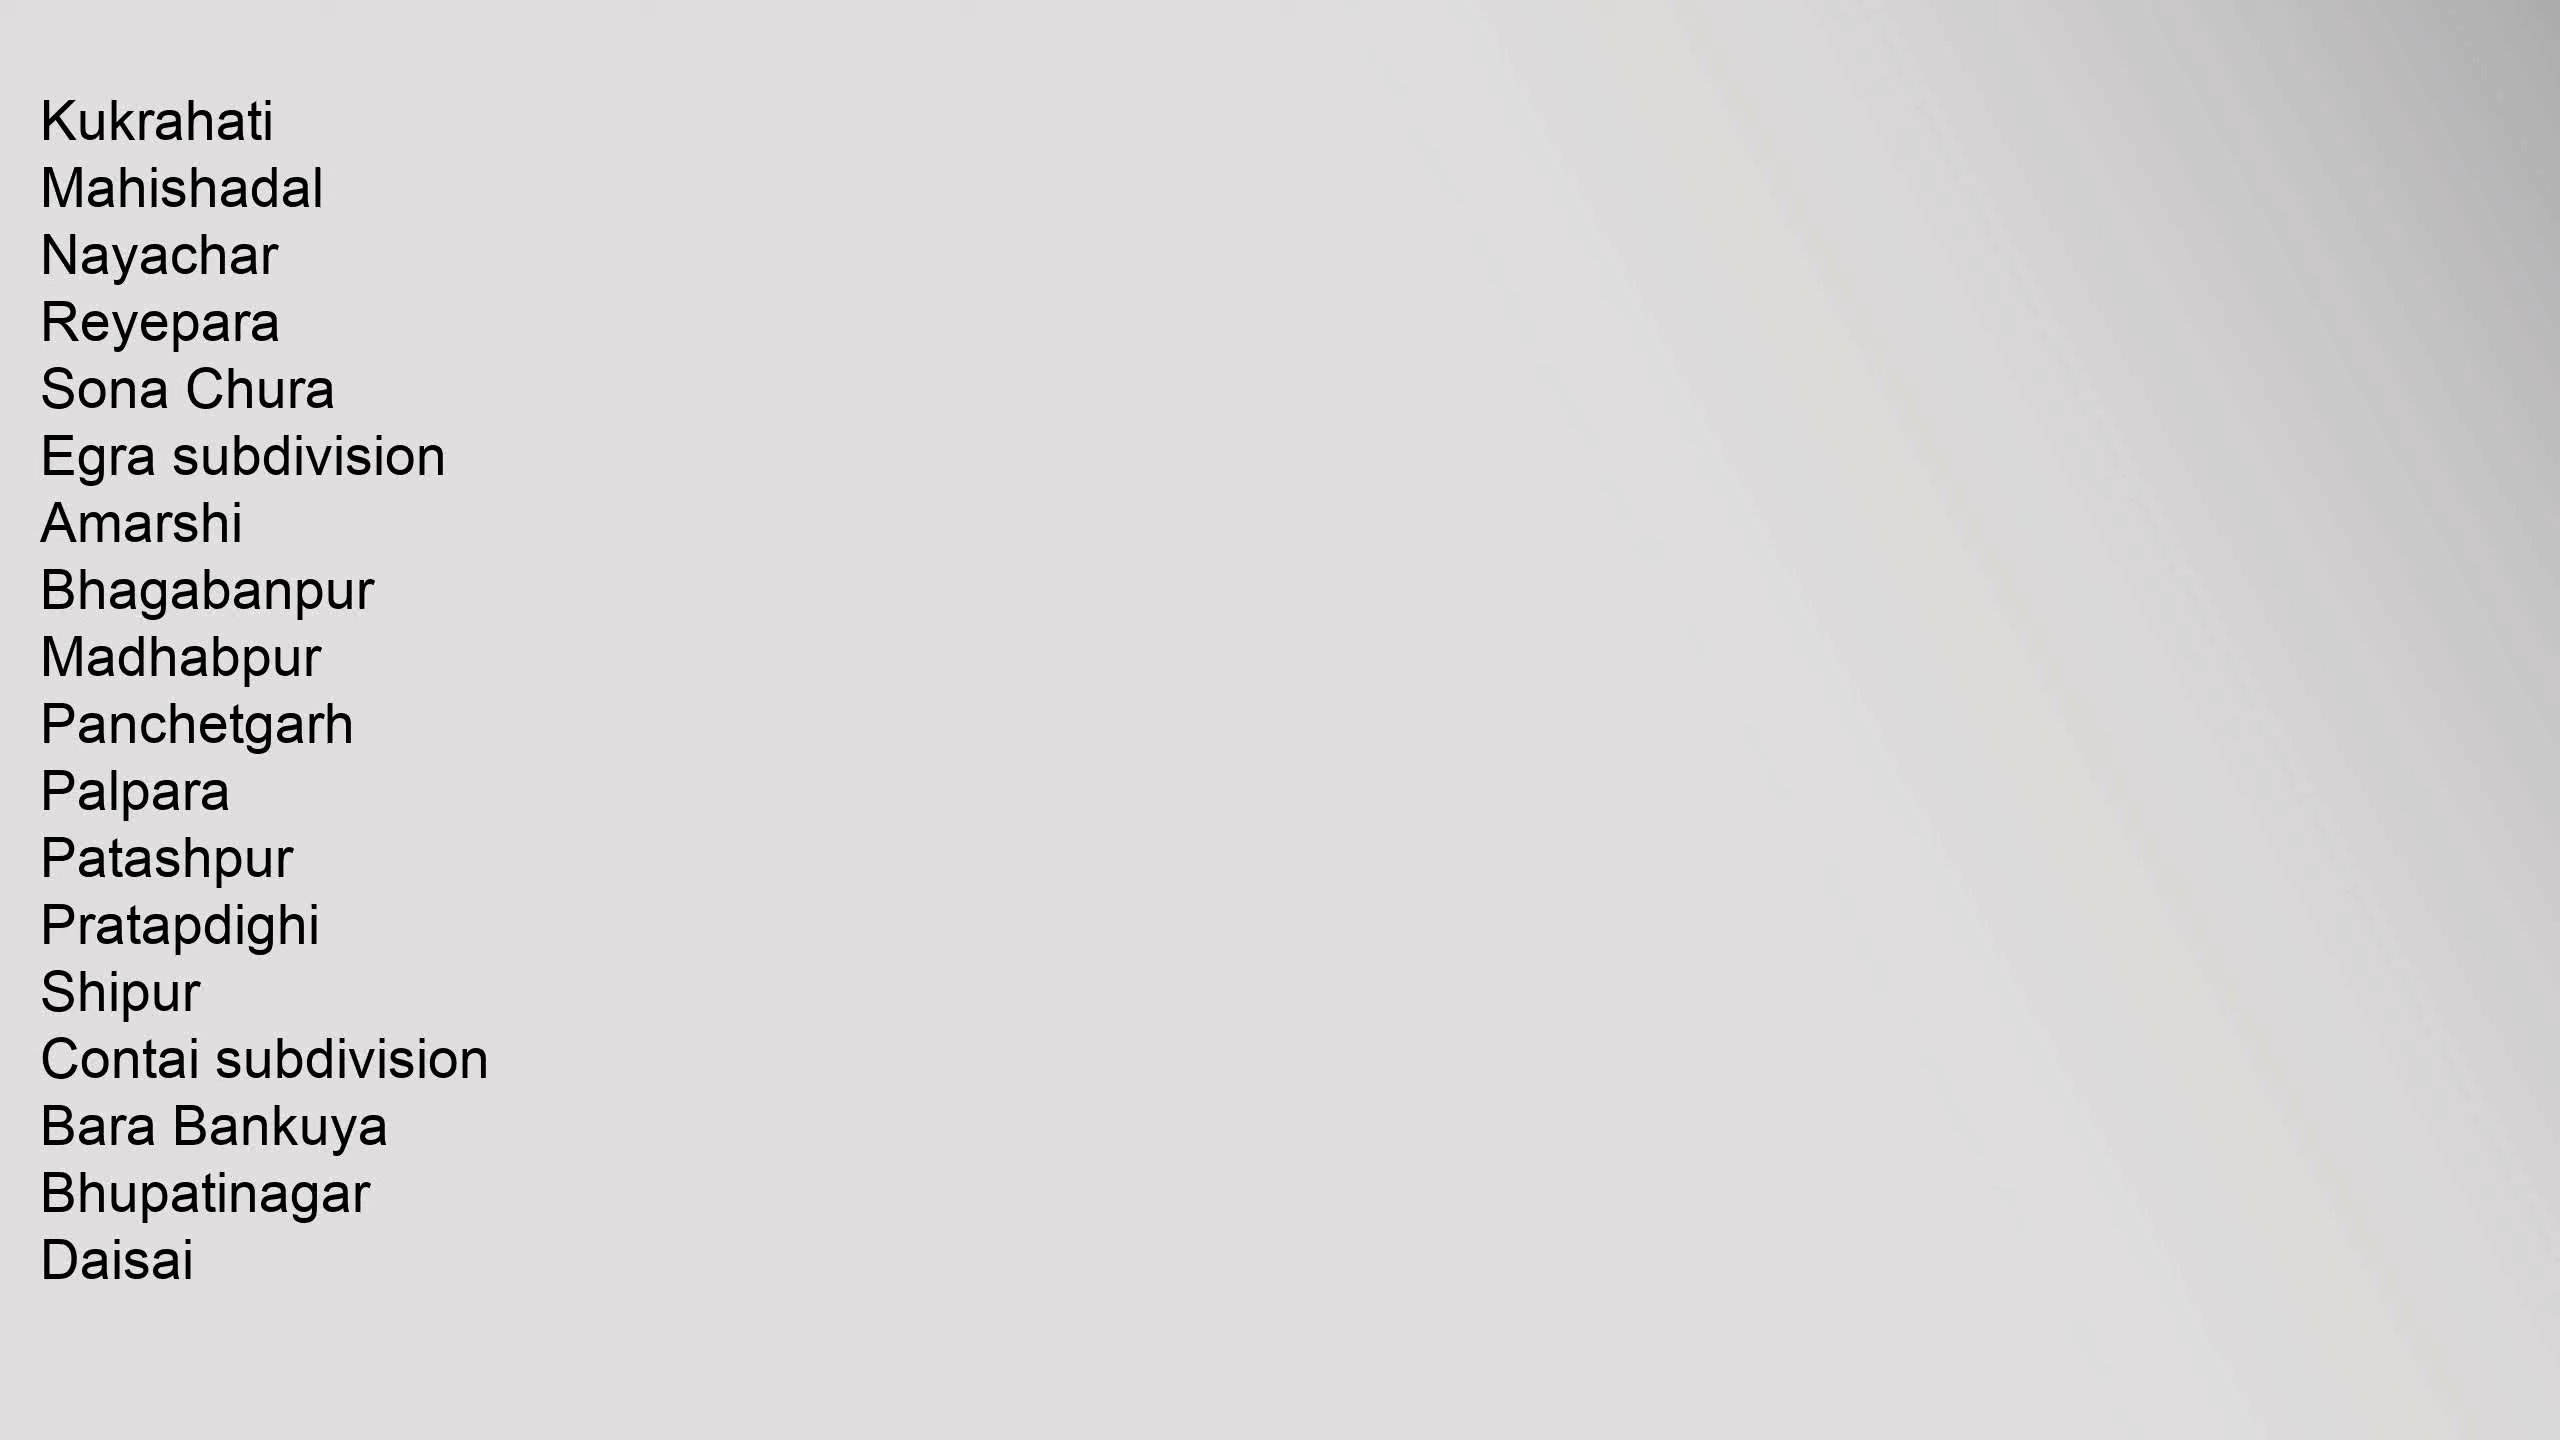 Kukrahati
Mahishadal
Nayachar
Reyepara
Sona Chura
Egra subdivision
Amarshi
Bhagabanpur
Madhabpur
Panchetgarh
Palpara
Patashpur
Pratapdighi
Shipur
Contai subdivision
Bara Bankuya
Bhupatinagar
Daisai